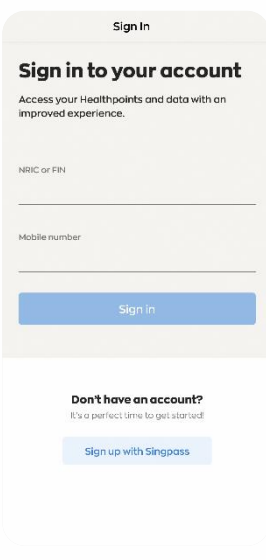 Sign In
Sign in to your account
Access your Healthpoints and data with an
improved experience.
NRIC or FIN
Mobile number
Sign in
Don't have an account?
It's a perfect time to get started!
Sign up with Singpass